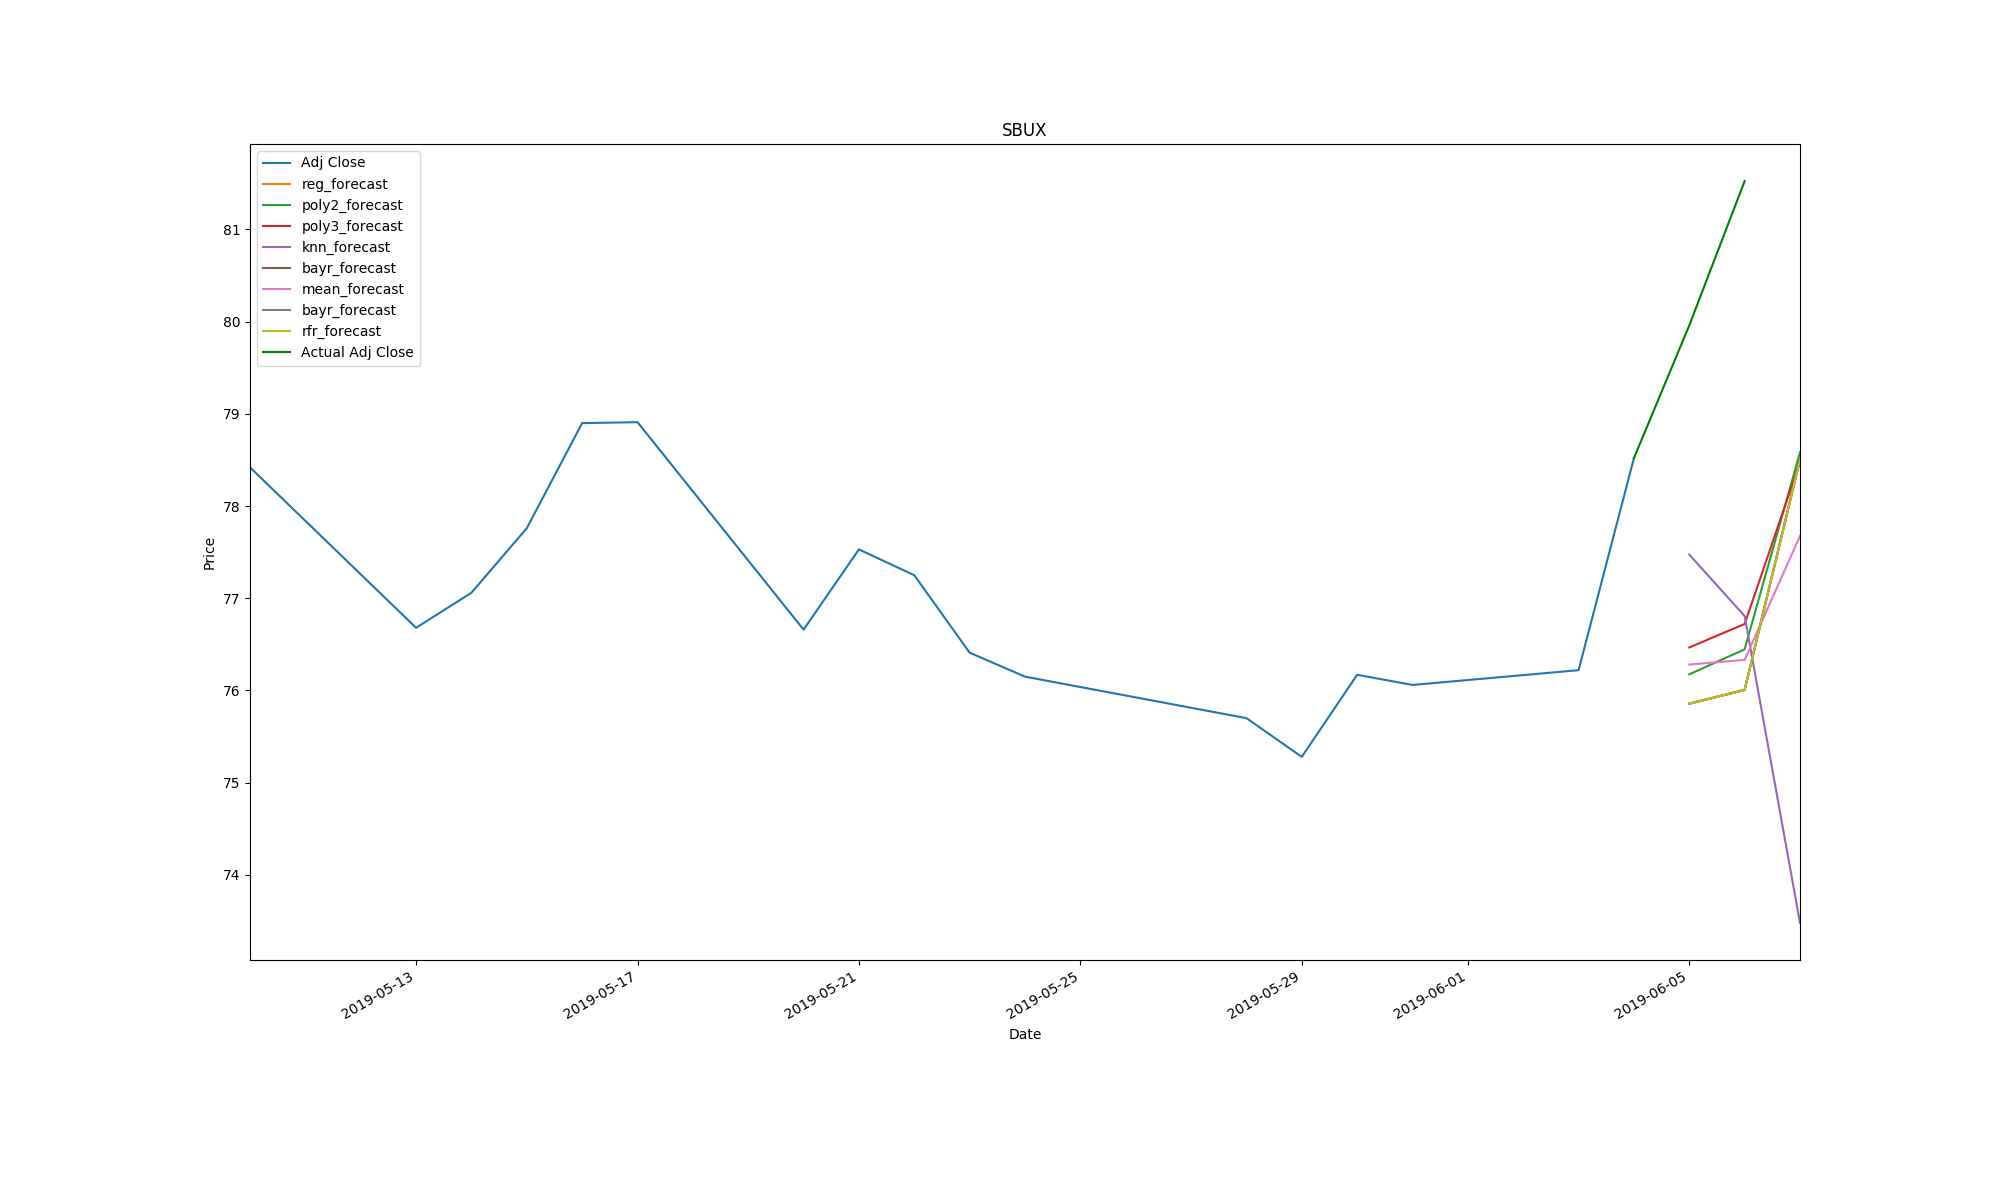 SBUX
Adj Close
reg_forecast
poly2_forecast
poly3_forecast
knn_forecast
bayr_forecast
mean_forecast
bayr_forecast
rfr_forecast
Actual Adj Close
81
80
79
78
77
76
75
74
Price
2019-05-13
2019-05-17
2019-05-21
2019-05-25
2019-05-29
2019-06-01
2019-06-05
Date